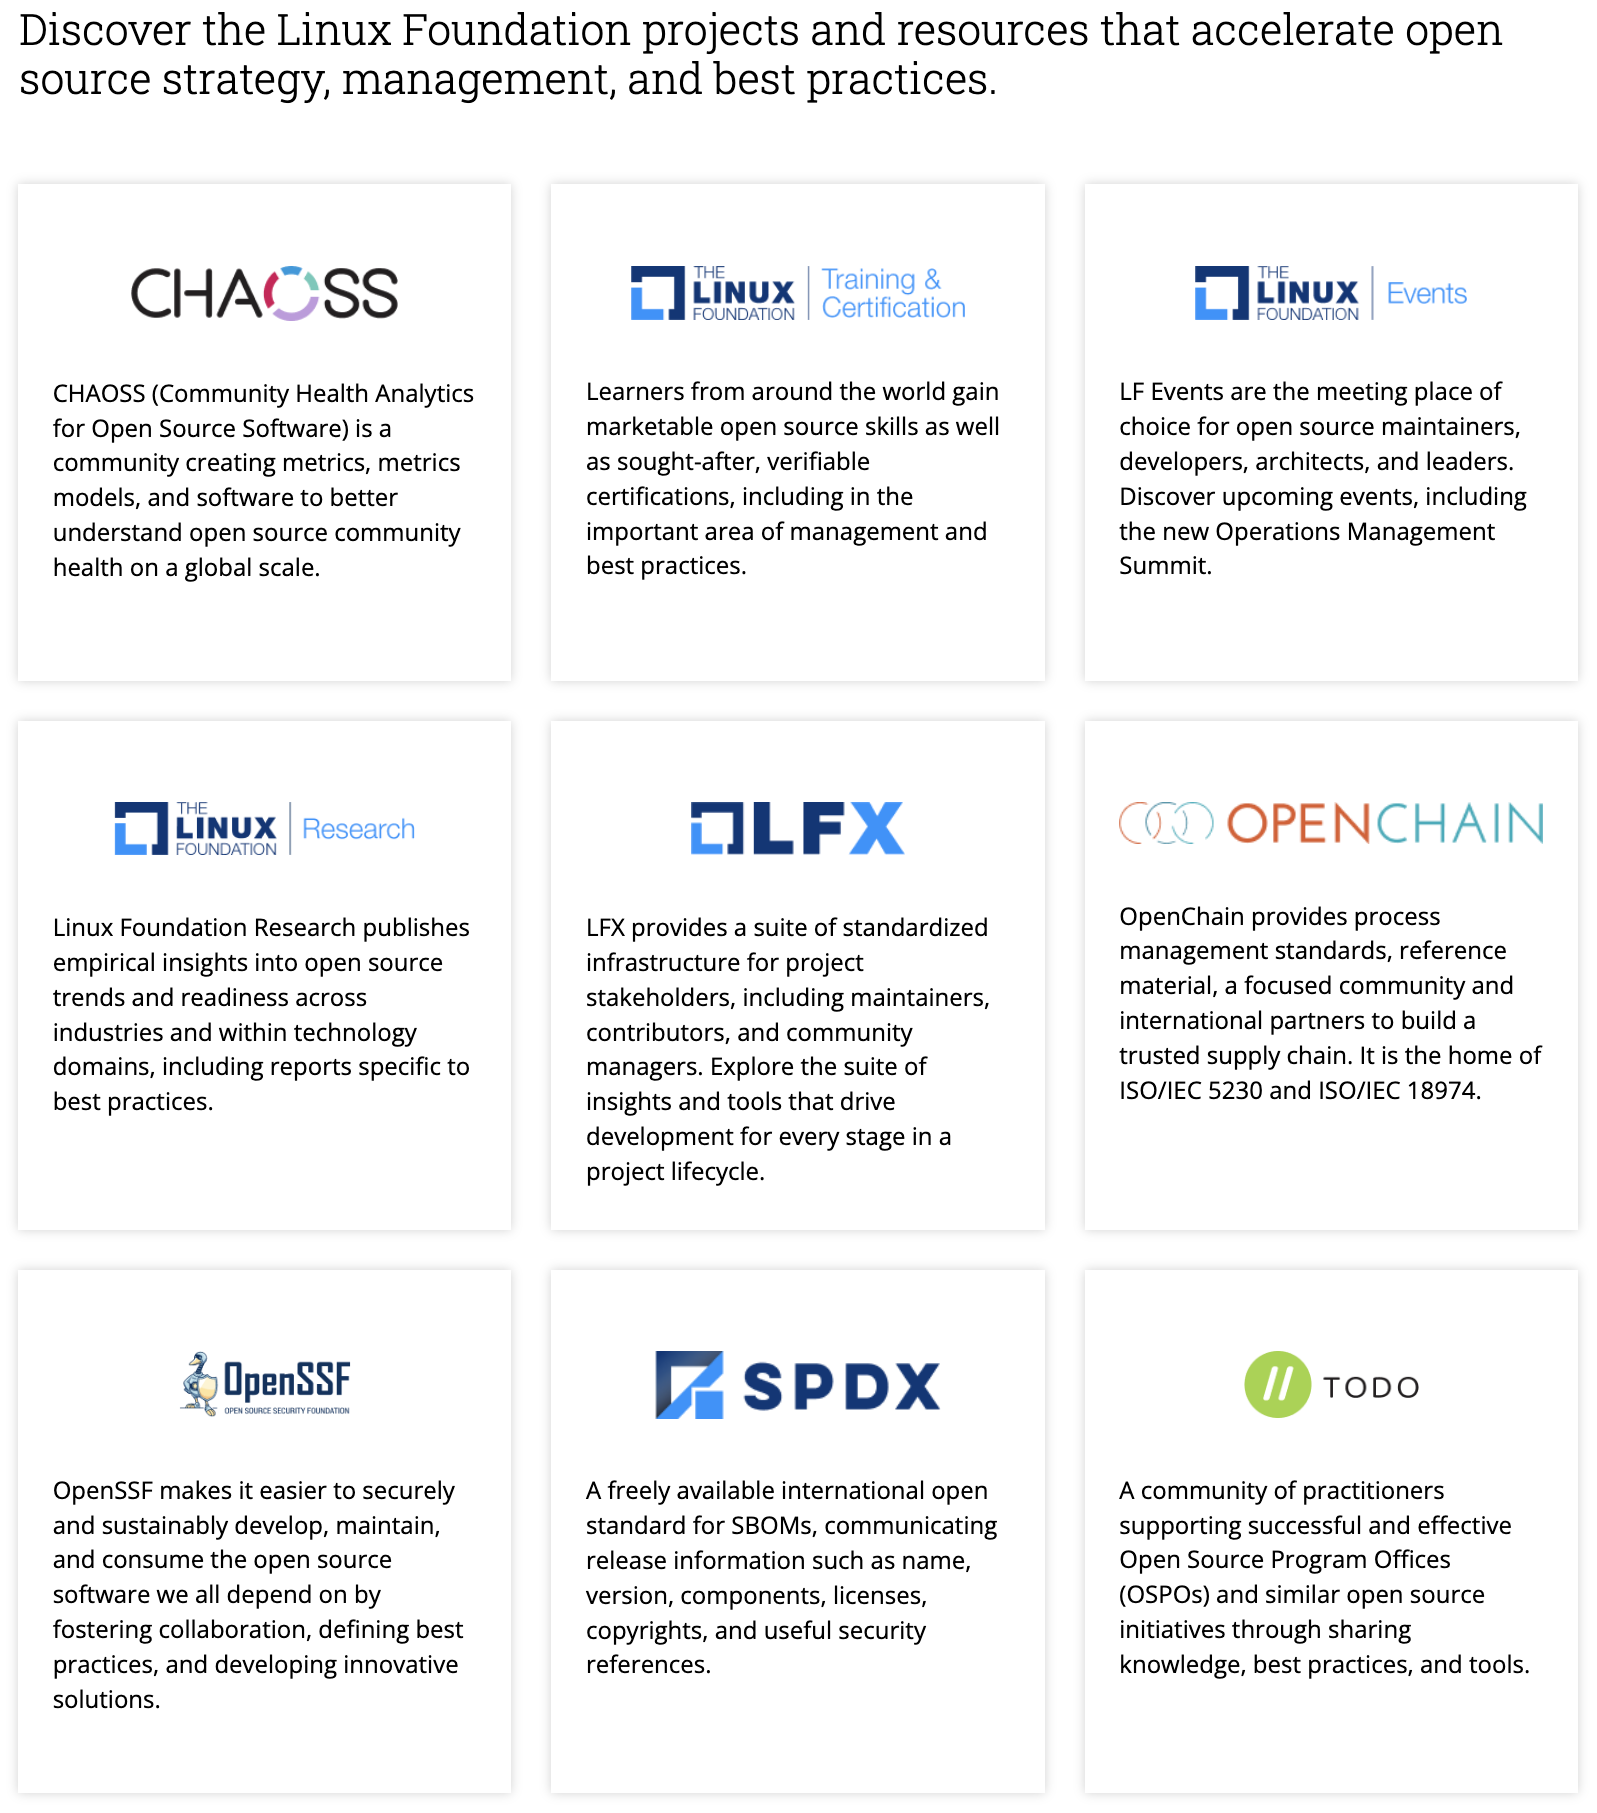 Discover the Linux Foundation projects and resources that accelerate open
source strategy, management, and best practices.
CHAOSS
CHAOSS (Community Health Analytics
for Open Source Software) is a
community creating metrics, metrics
models, and software to better
understand open source community
health on a global scale.
THE
LINUX
FOUNDATION
Training &
Certification
Learners from around the world gain
marketable open source skills as well
as sought-after, verifiable
certifications, including in the
important area of management and
best practices.
THE
LINUX
FOUNDATION
Events
LF Events are the meeting place of
choice for open source maintainers,
developers, architects, and leaders.
Discover upcoming events, including
the new Operations Management
Summit.
THE
LINUX
FOUNDATION
Research
Linux Foundation Research publishes
empirical insights into open source
trends and readiness across
industries and within technology
domains, including reports specific to
best practices.
LFX
LFX provides a suite of standardized
infrastructure for project
stakeholders, including maintainers,
contributors, and community
managers. Explore the suite of
insights and tools that drive
development for every stage in a
project lifecycle.
OPENCHAIN
OpenChain provides process
management standards, reference
material, a focused community and
international partners to build a
trusted supply chain. It is the home of
ISO/IEC 5230 and ISO/IEC 18974.
OpenSSF
OPEN SOURCE SECURITY FOUNDATION
OpenSSF makes it easier to securely
and sustainably develop, maintain,
and consume the open source
software we all depend on by
fostering collaboration, defining best
practices, and developing innovative
solutions.
SPDX
A freely available international open
standard for SBOMs, communicating
release information such as name,
version, components, licenses,
copyrights, and useful security
references.
// TODO
A community of practitioners
supporting successful and effective
Open Source Program Offices
(OSPOs) and similar open source
initiatives through sharing
knowledge, best practices, and tools.